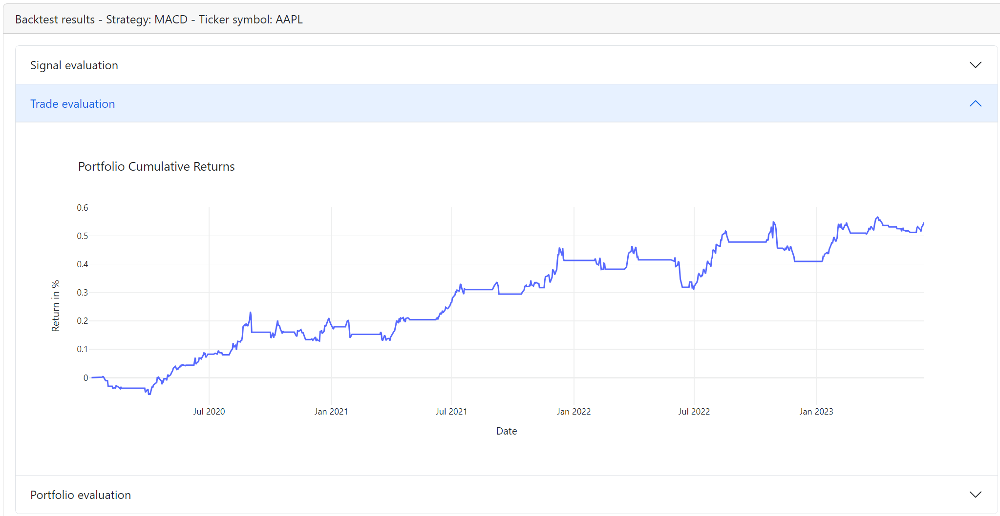 Backtest results - Strategy: MACD - Ticker symbol: AAPL
Signal evaluation
Trade evaluation
Portfolio Cumulative Returns
Return in %
0.6
0.5
0.4
0.3
0.2
0.1
0
Jul 2020 Jan 2021 Jul 2021 Jan 2022 Jul 2022 Jan 2023
Date
Portfolio evaluation